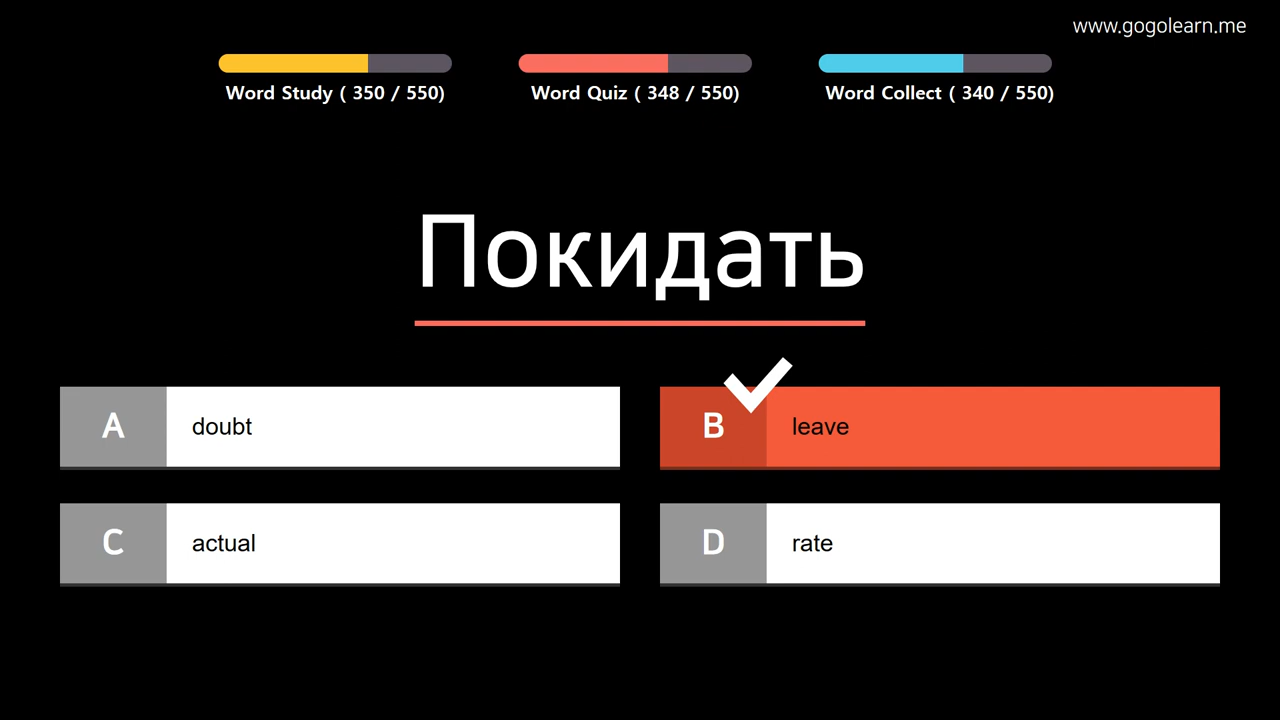 www.gogolearn.me
Word Study ( 350 / 550)
Word Quiz ( 348 / 550)
Word Collect ( 340 / 550)
Покидать
A doubt
B leave
C actual
D rate